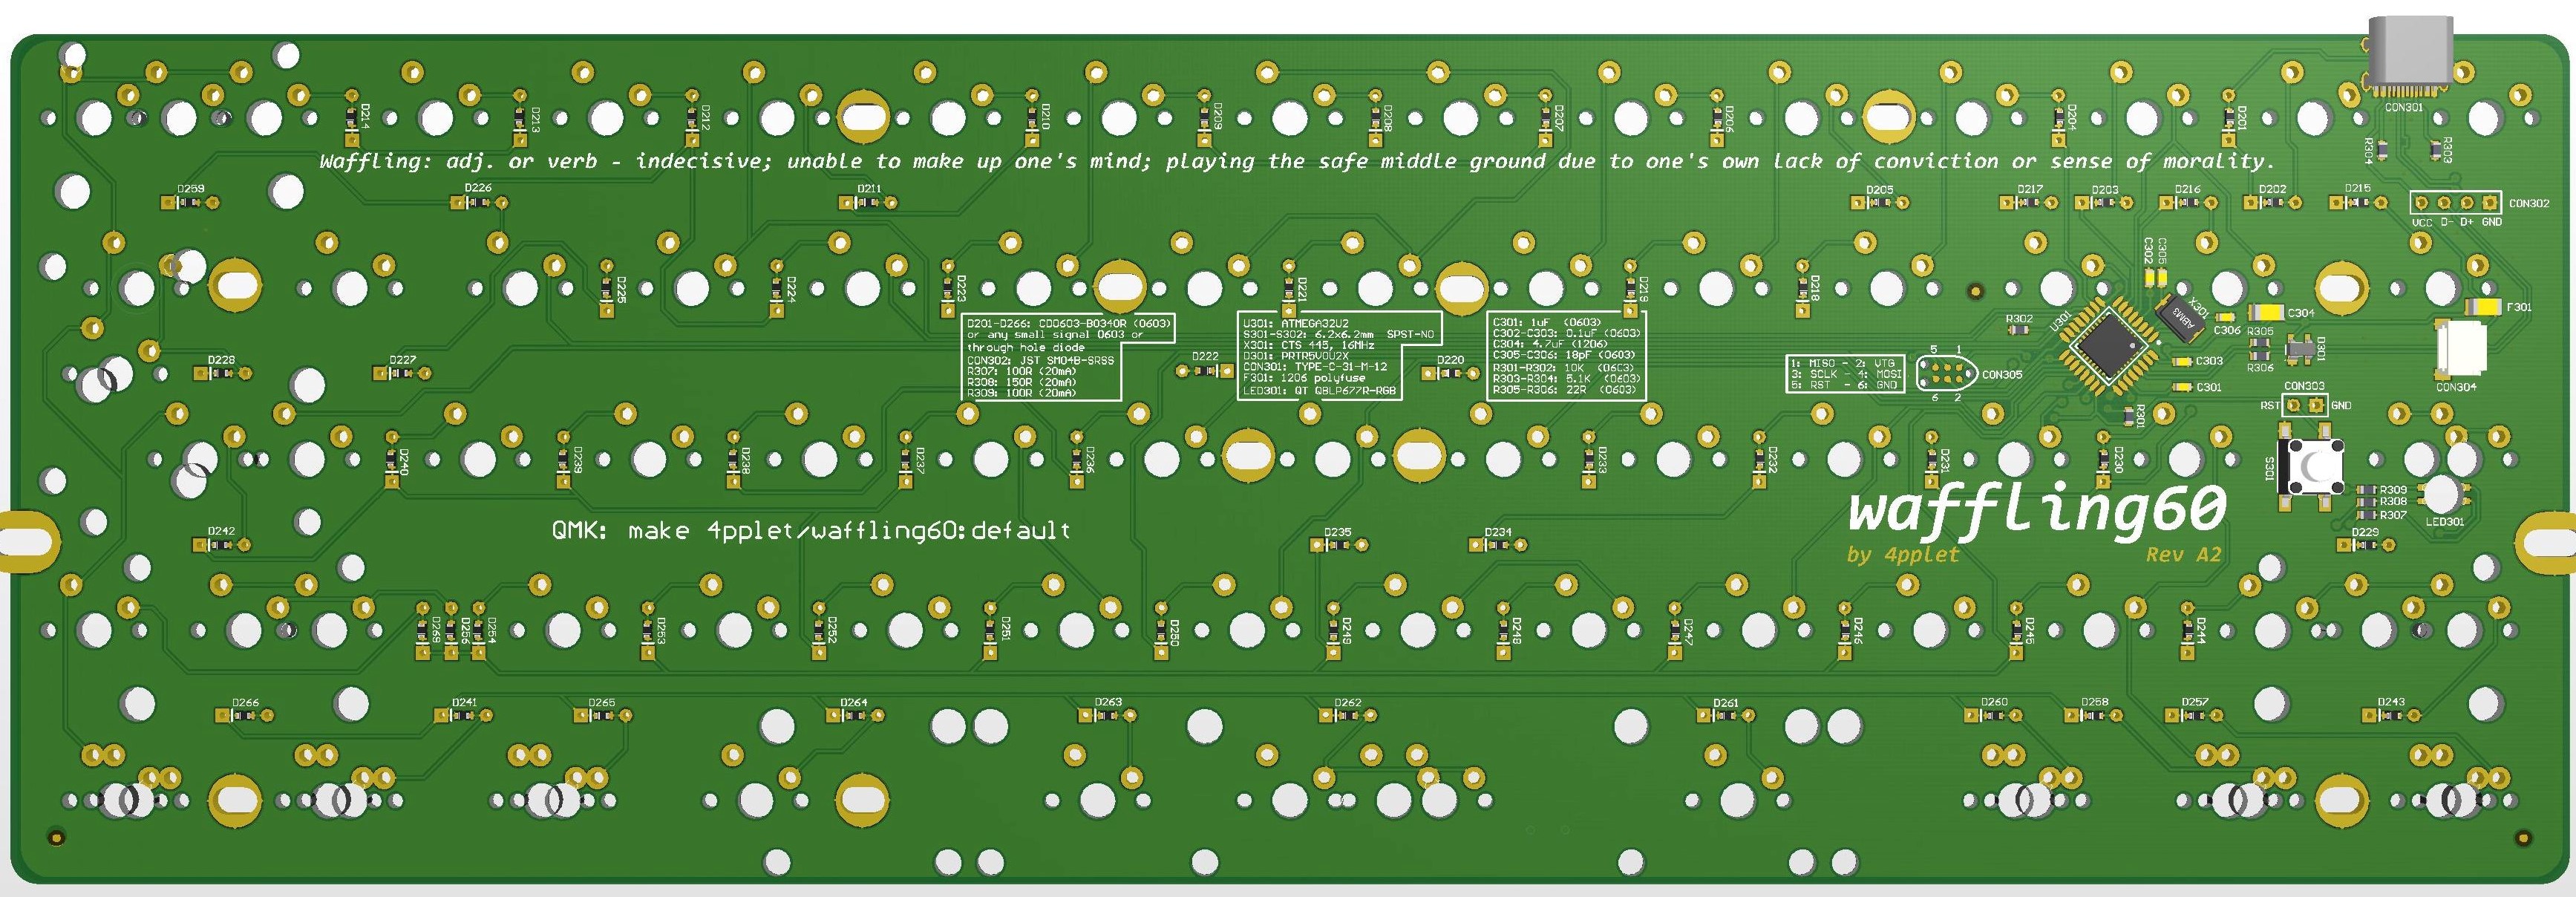 CON301
D214 D213 D212 D210 D209 D208 D207 D206 D204 D201
R304 R303
Waffling: adj. or verb - indecisive; unable to make up one's mind; playing the safe middle ground due to one's own lack of conviction or sense of morality.
D259 D226 D211 D205 D217 D203 D216 D202 D215
CON302
VCC D- D+ GND
C302 C305
D225 D224 D223 D221 D219 D218
D201-D266: CD0603-B0340R (0603)
or any small signal 0603 or
through hole diode
CON302: JST SM04B-SRSS
R307: 100R (20mA)
R308: 150R (20mA)
R309: 100R (20mA)
U301: ATMEGA32U2
S301-S302: 6.2x6.2mm SPST-NO
X301: CTS 445, 16MHz
D301: PRTR5V0U2X
CON301: TYPE-C-31-M-12
F301: 1206 polyfuse
LED301: QT QBLP677R-RGB
C301: 1uF (0603)
C302-C303: 0.1uF (0603)
C304: 4.7uF (1206)
C305-C306: 18pF (0603)
R301-R302: 10K (0603)
R303-R304: 5.1K (0603)
R305-R306: 22R (0603)
R302
U301
X301
ABM3
C306
C304
F301
R305
R306
D301
C303
C301
CON304
D228 D227 D222 D220
1: MISO - 2: VTG
3: SCLK - 4: MOSI
5: RST - 6: GND
5 1
CON305
6 2
CON303
RST GND
R301
D240 D239 D238 D237 D236 D233 D232 D231 D230
S301
R309
R308
R307
LED301
waffling60
by 4pplet Rev A2
QMK: make 4pplet/waffling60:default
D242 D235 D234 D229
D256 D254 D253 D252 D251 D250 D249 D248 D247 D246 D245 D244
D266 D241 D265 D264 D263 D262 D261 D260 D258 D257 D243